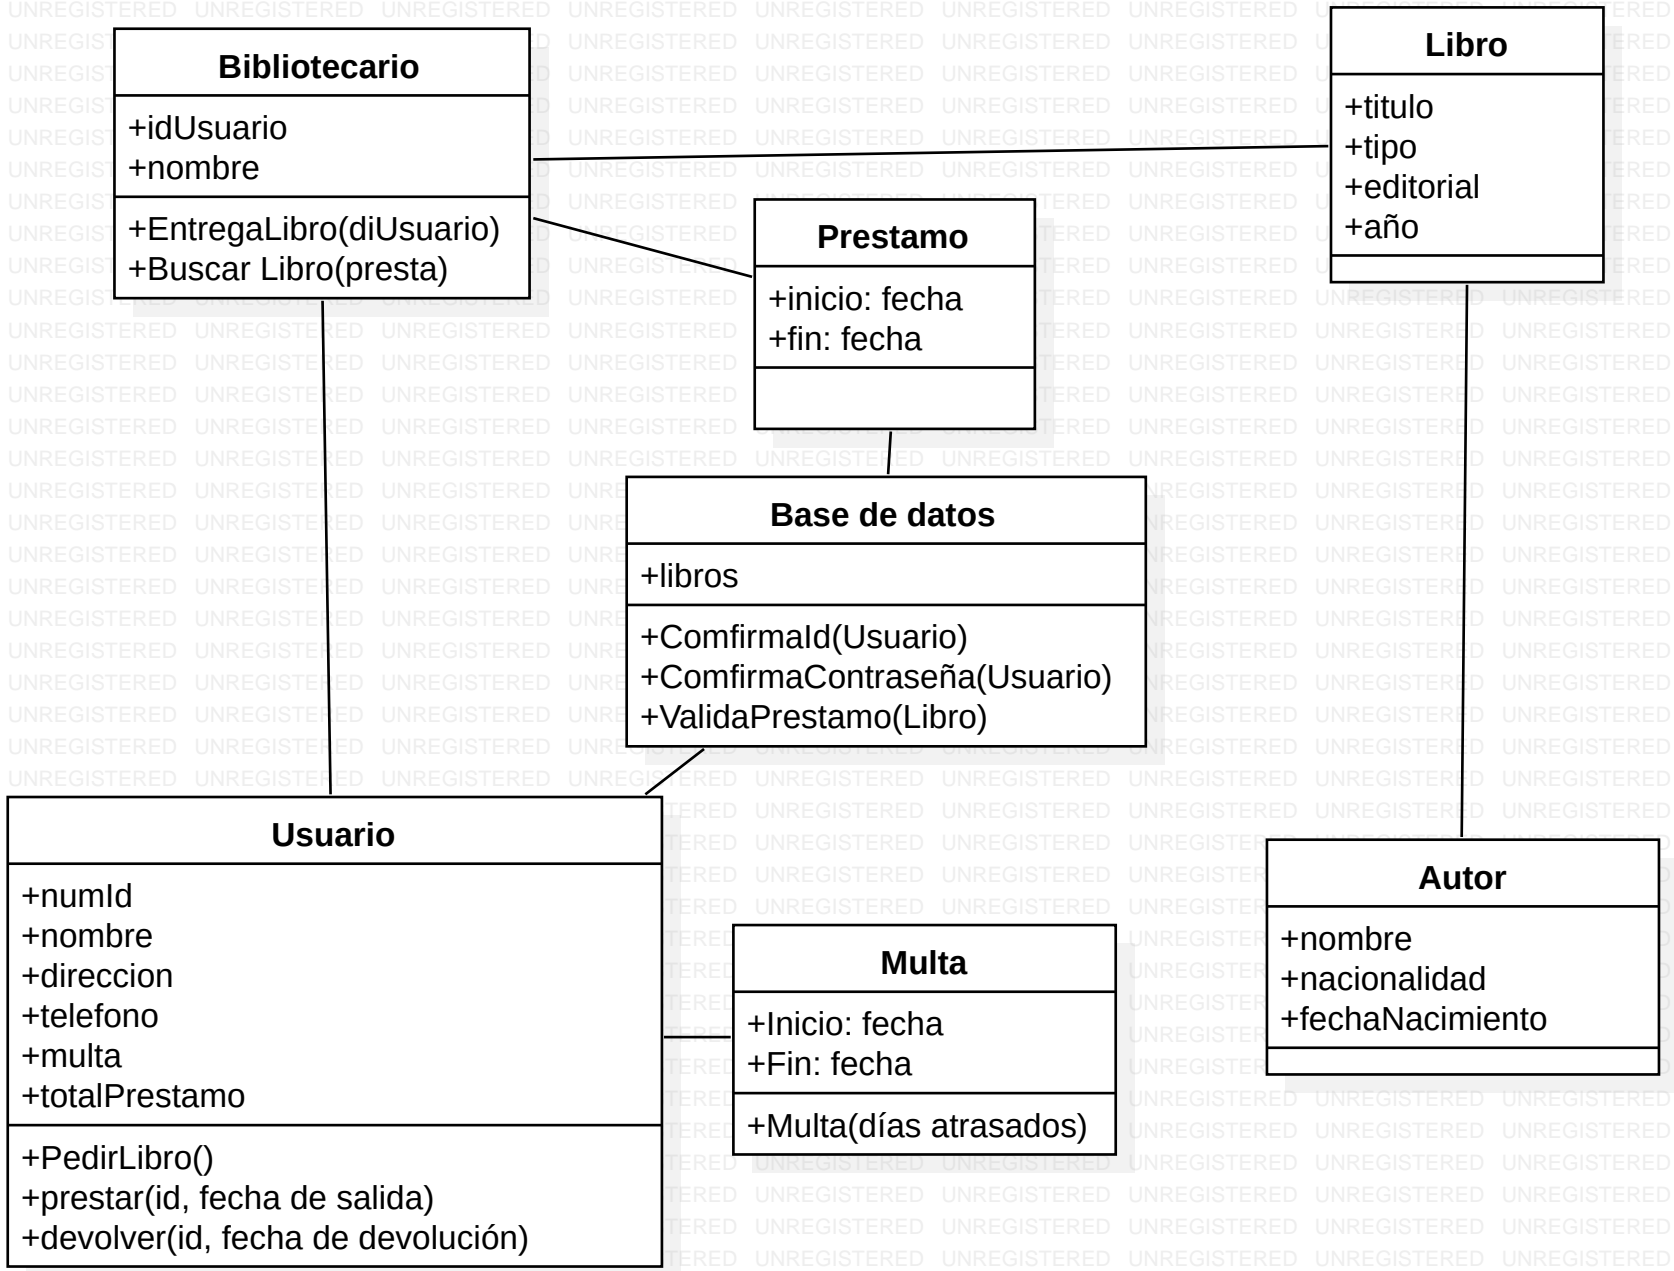 Bibliotecario
+idUsuario
+nombre
+EntregaLibro(diUsuario)
+Buscar Libro(presta)
Libro
+titulo
+tipo
+editorial
+año
Prestamo
+inicio: fecha
+fin: fecha
Base de datos
+libros
+ComfirmaId(Usuario)
+ComfirmaContraseña(Usuario)
+ValidaPrestamo(Libro)
Usuario
+numId
+nombre
+direccion
+telefono
+multa
+totalPrestamo
+PedirLibro()
+prestar(id, fecha de salida)
+devolver(id, fecha de devolución)
Multa
+Inicio: fecha
+Fin: fecha
+Multa(días atrasados)
Autor
+nombre
+nacionalidad
+fechaNacimiento
UNREGISTERED